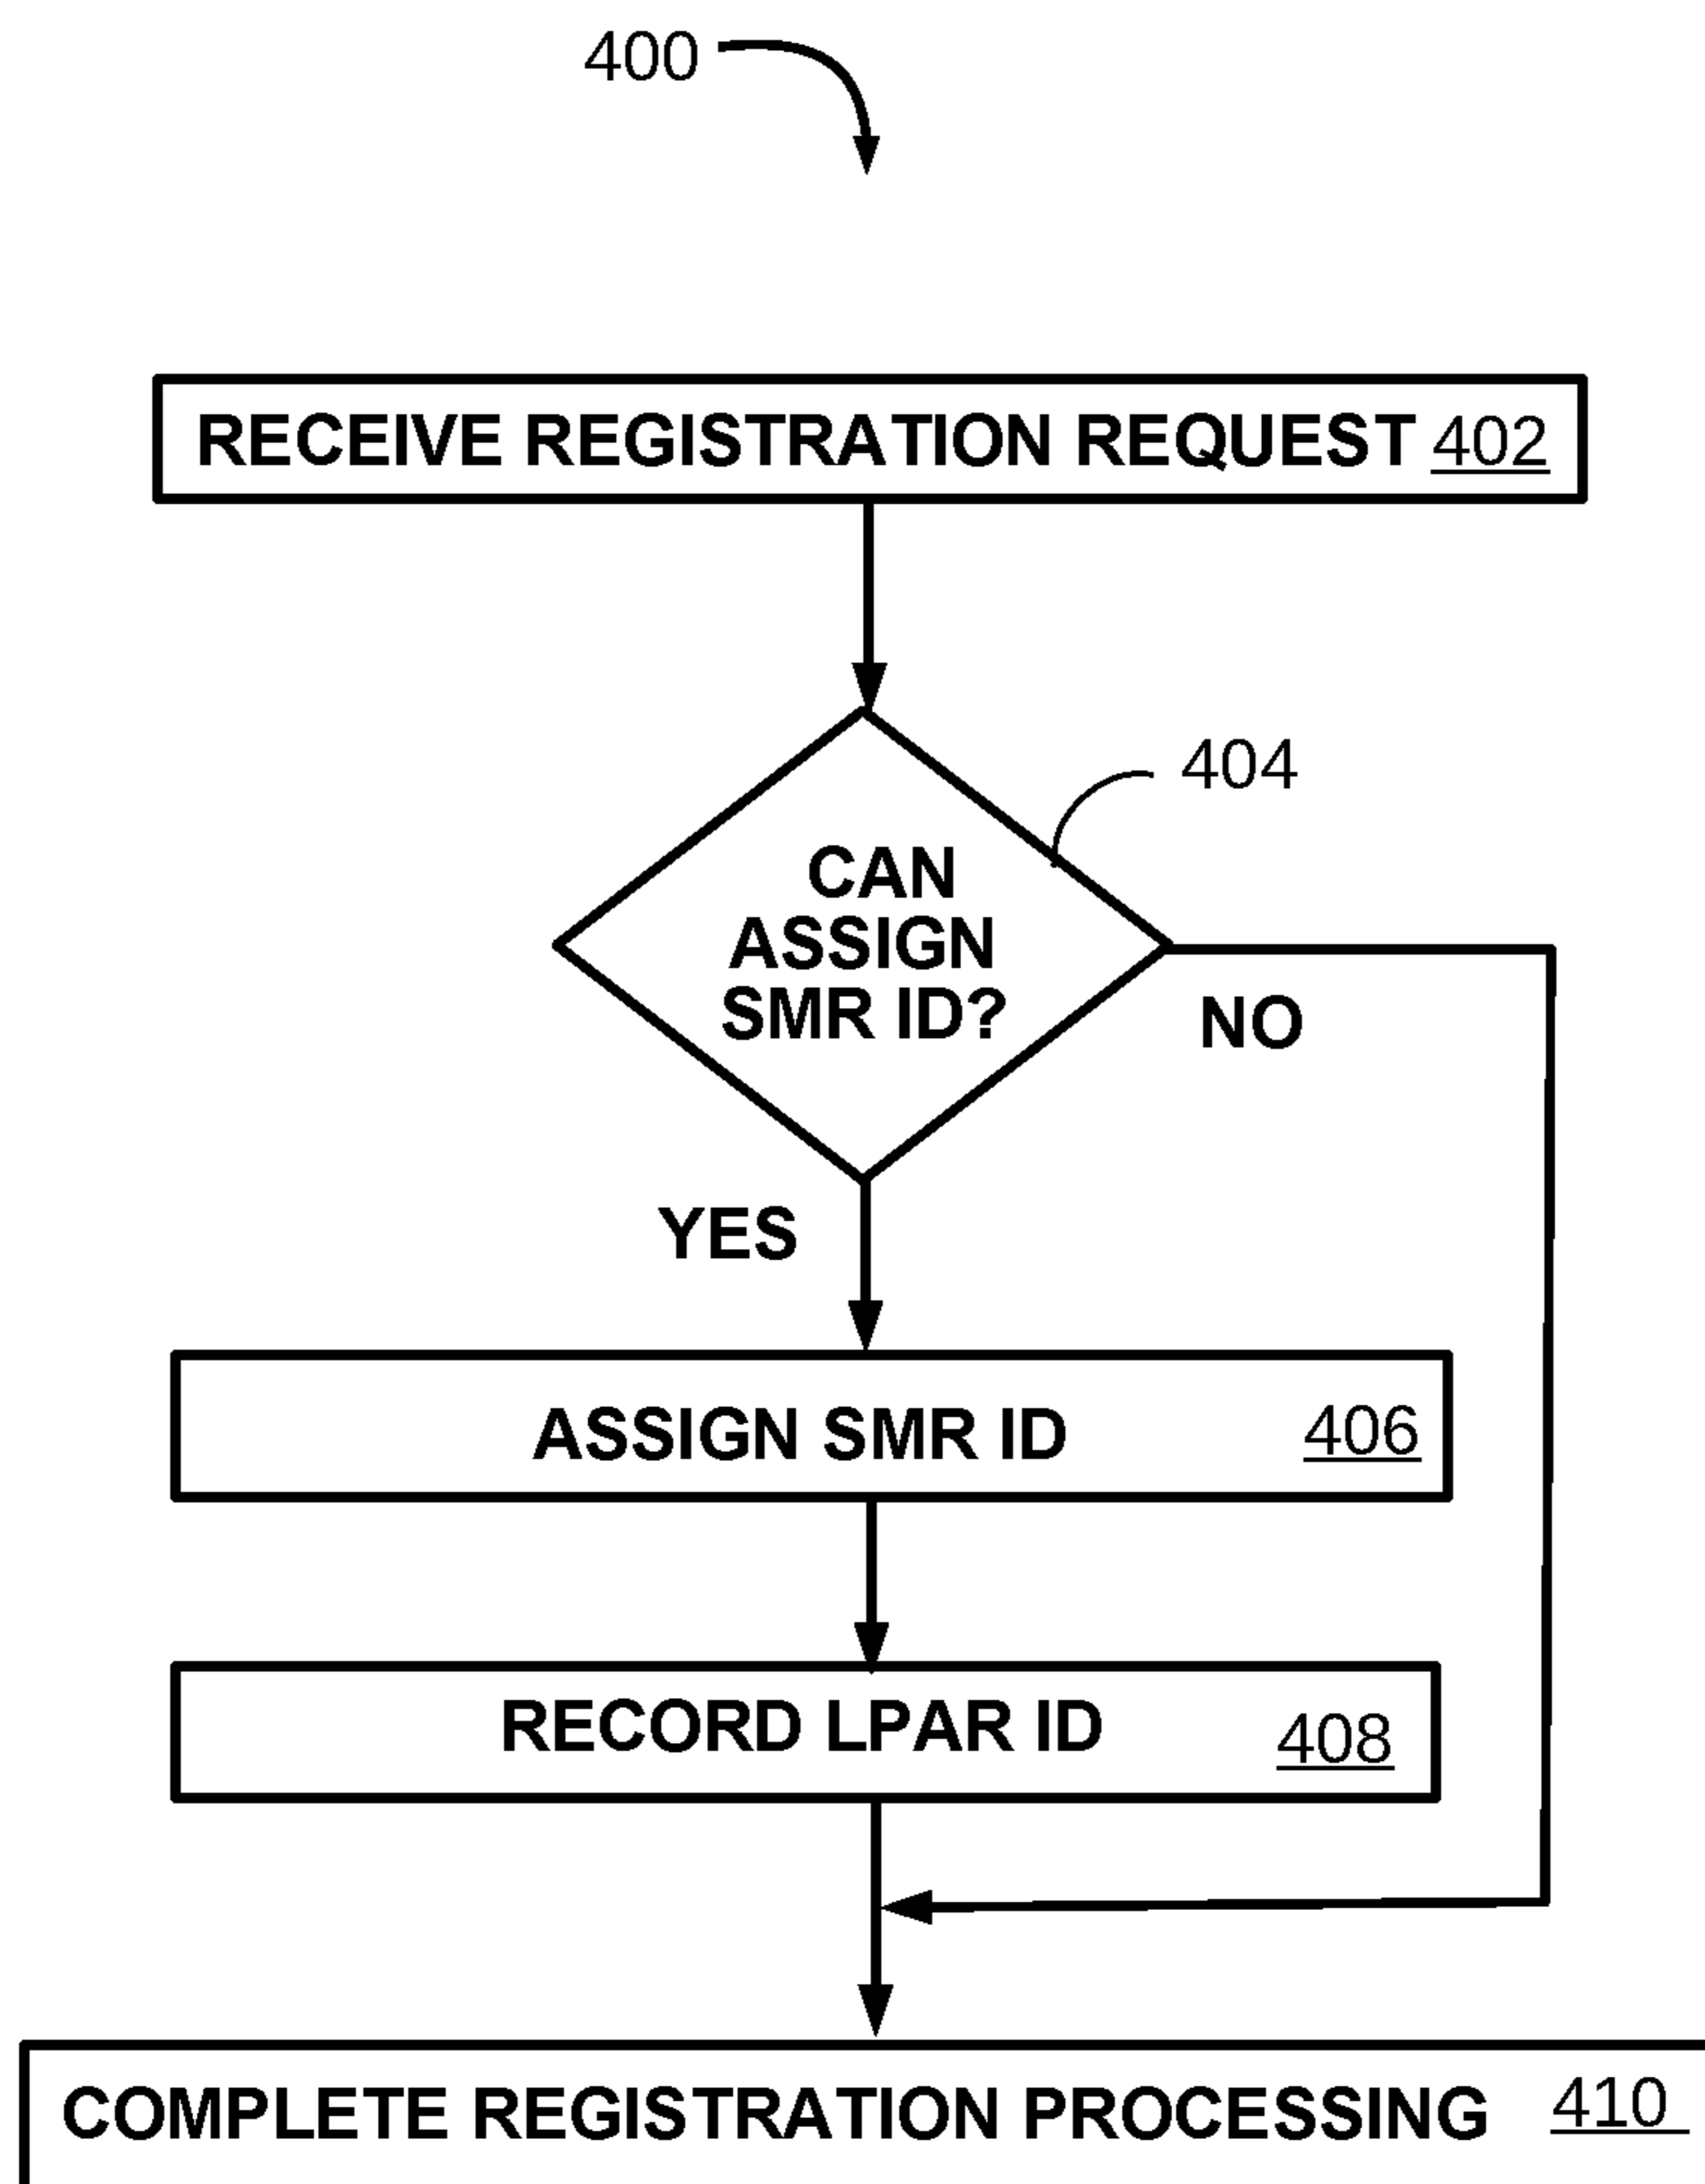 400
RECEIVE REGISTRATION REQUEST 402
404
CAN
ASSIGN
SMR ID?
NO
YES
ASSIGN SMR ID 406
RECORD LPAR ID 408
COMPLETE REGISTRATION PROCESSING 410